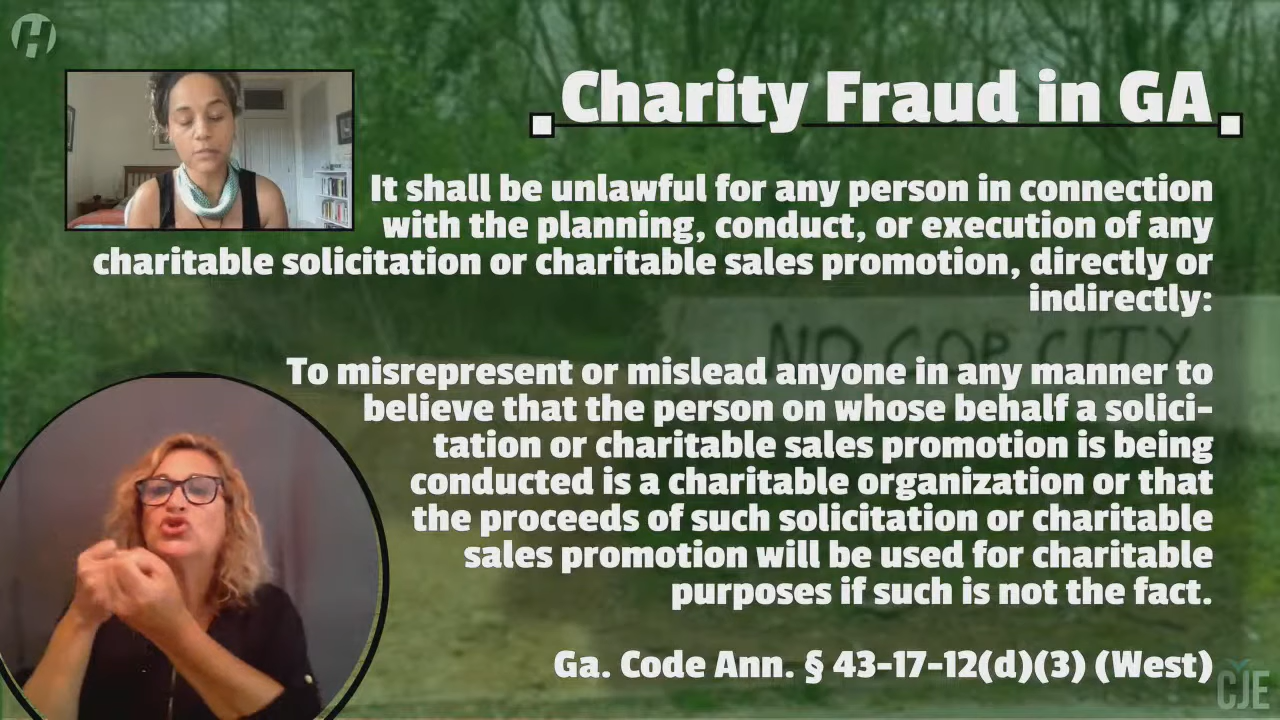 H
Charity Fraud in GA
It shall be unlawful for any person in connection
with the planning, conduct, or execution of any
charitable solicitation or charitable sales promotion, directly or
indirectly:
NO COP CITY
To misrepresent or mislead anyone in any manner to
believe that the person on whose behalf a solici-
tation or charitable sales promotion is being
conducted is a charitable organization or that
the proceeds of such solicitation or charitable
sales promotion will be used for charitable
purposes if such is not the fact.
Ga. Code Ann. § 43-17-12(d)(3) (West)
CJE